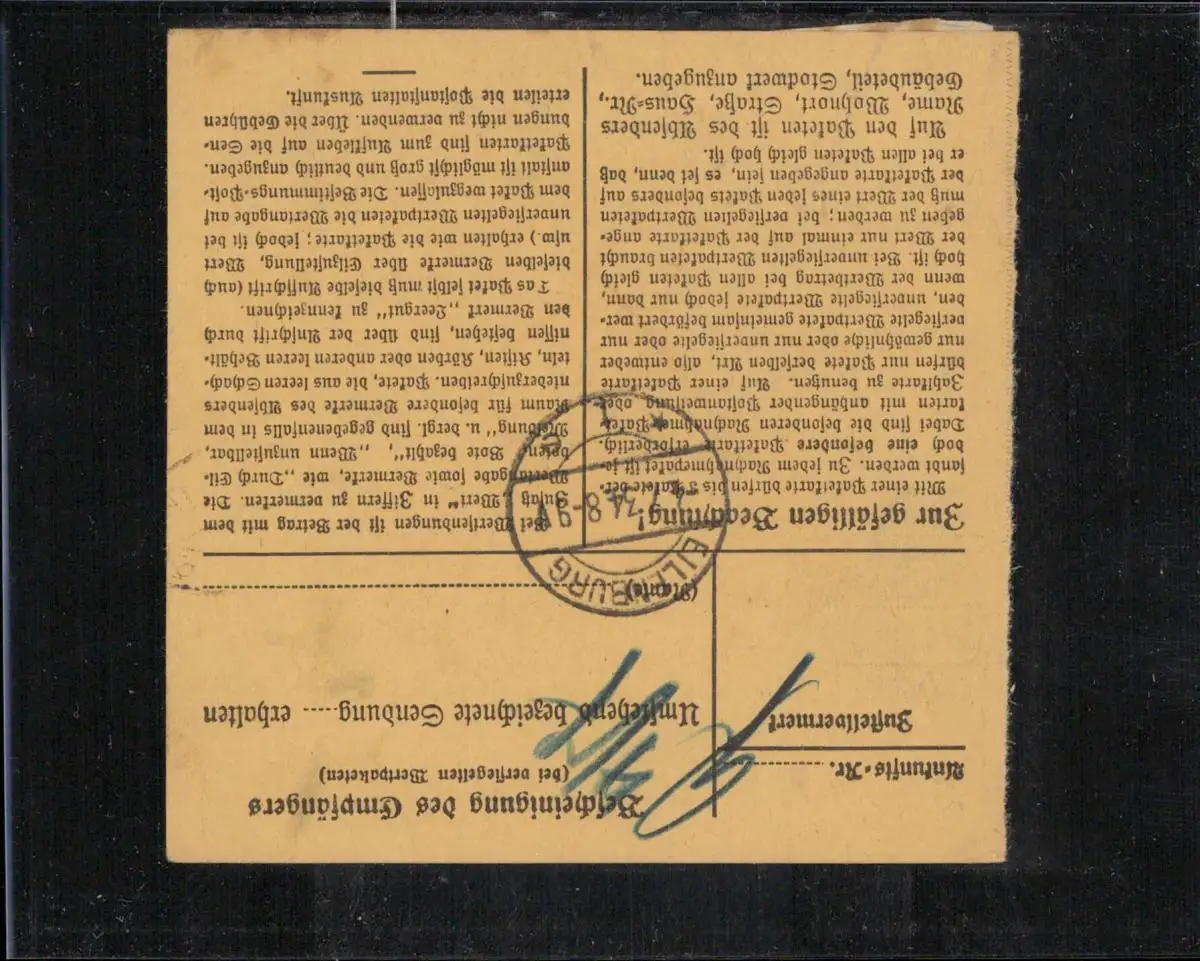 Ankunfts-Nr.
Zustellvermerk
Bescheinigung des Empfängers
(bei versiegelten Wertpaketen)
Umstehend bezeichnete Sendung ..... erhalten
(Name)
EILENBURG
34.8-9V
Zur gefälligen Beachtung!
Mit einer Paketkarte dürfen bis 3 Pakete ver-
sandt werden. Zu jedem Nachnahmepaket ist je-
doch eine besondere Paketkarte erforderlich.
Dabei sind die besonderen Nachnahme-Paket-
karten mit anhängender Postanweisung oder
Zahlkarte zu benutzen. Auf einer Paketkarte
dürfen nur Pakete derselben Art, also entweder
nur gewöhnliche oder nur unversiegelte oder nur
versiegelte Wertpakete gemeinsam befördert wer-
den, unversiegelte Wertpakete jedoch nur dann,
wenn der Wertbetrag bei allen Paketen gleich
hoch ist. Bei unversiegelten Wertpaketen braucht
der Wert nur einmal auf der Paketkarte ange-
geben zu werden; bei versiegelten Wertpaketen
muß der Wert eines jeden Pakets besonders auf
der Paketkarte angegeben sein, es sei denn, daß
er bei allen Paketen gleich hoch ist.
Auf den Paketen ist des Absenders
Name, Wohnort, Straße, Haus-Nr.,
Gebäudeteil, Stockwert anzugeben.
Bei Wertsendungen ist der Betrag mit dem
Zusatz „Wert“ in Ziffern zu vermerken. Die
Wertangabe sowie Vermerke, wie „Durch Eil-
boten, Bote bezahlt“, „Wenn unzustellbar,
Meldung“ u. dergl. sind gegebenenfalls in dem
Raum für besondere Vermerke des Absenders
niederzuschreiben. Pakete, die aus leeren Schach-
teln, Kisten, Körben oder anderen leeren Behält-
nissen bestehen, sind über der Anschrift durch
den Vermerk „Leergut“ zu kennzeichnen.
Das Paket selbst muß dieselbe Aufschrift (auch
dieselben Vermerke über Eilzustellung, Wert
usw.) erhalten wie die Paketkarte; jedoch ist bei
unversiegelten Wertpaketen die Wertangabe auf
dem Paket wegzulassen. Die Bestimmungs-Post-
anstalt ist möglichst groß und deutlich anzugeben.
Paketkarten sind zum Aufkleben auf die Sen-
dungen nicht zu verwenden. Über die Gebühren
erteilen die Postanstalten Auskunft.